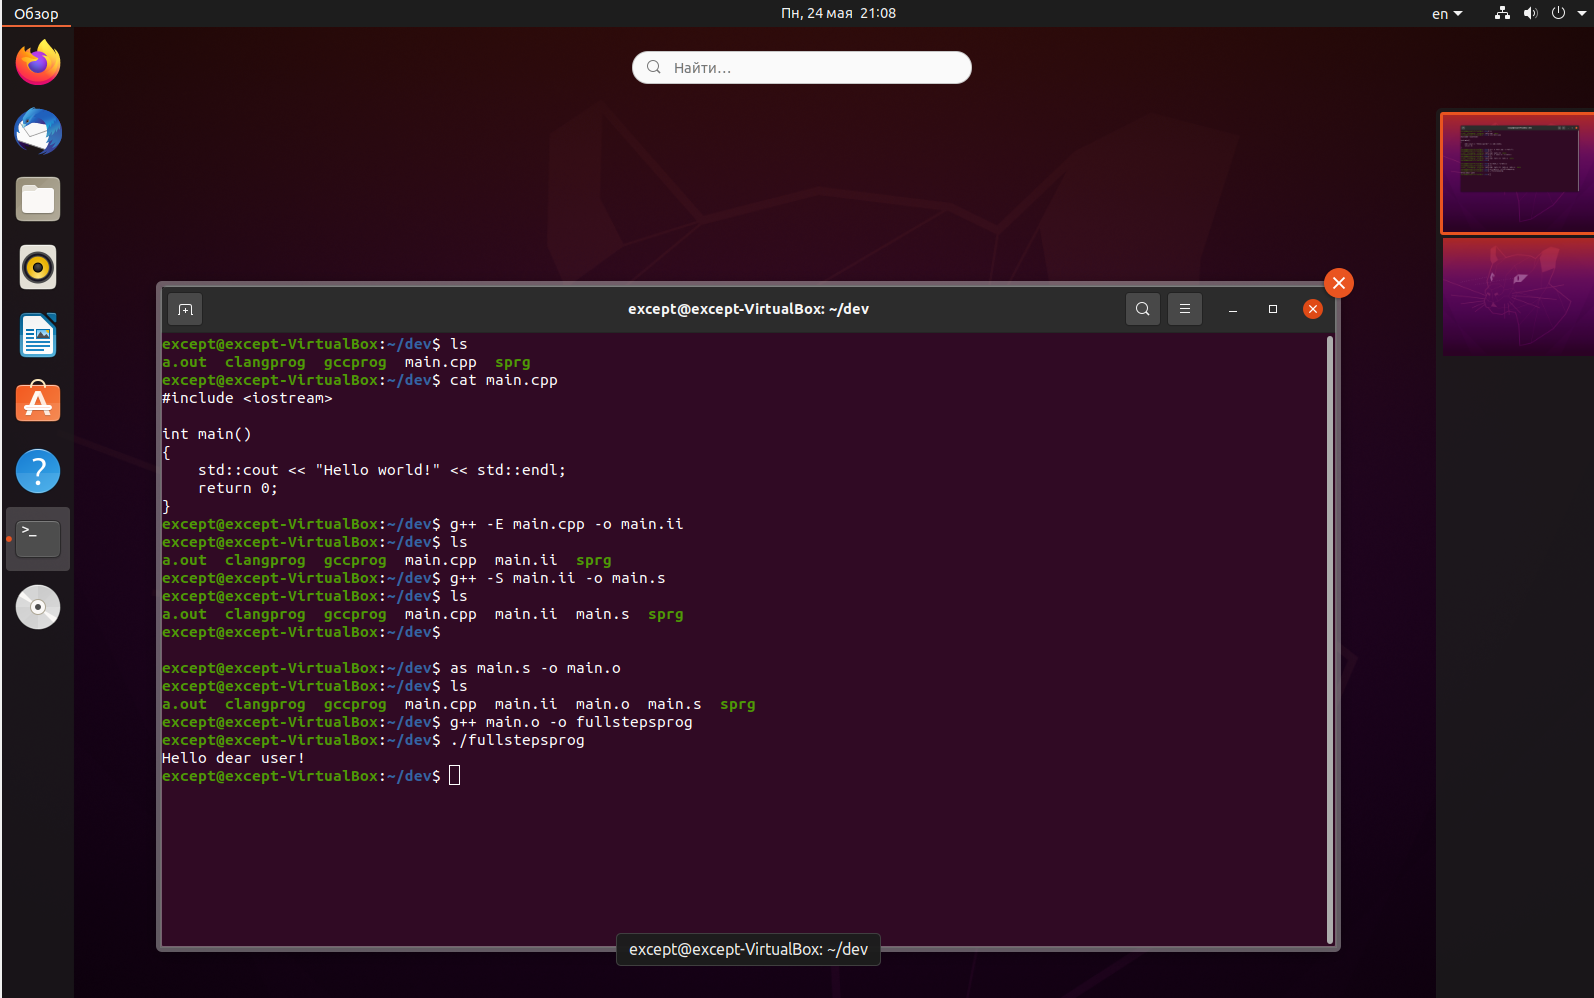 Обзор
Пн, 24 мая 21:08
en
Найти...
except@except-VirtualBox: ~/dev
except@except-VirtualBox:~/dev$ ls
a.out clangprog gccprog main.cpp sprg
except@except-VirtualBox:~/dev$ cat main.cpp
#include <iostream>
int main()
{
    std::cout << "Hello world!" << std::endl;
    return 0;
}
except@except-VirtualBox:~/dev$ g++ -E main.cpp -o main.ii
except@except-VirtualBox:~/dev$ ls
a.out clangprog gccprog main.cpp main.ii sprg
except@except-VirtualBox:~/dev$ g++ -S main.ii -o main.s
except@except-VirtualBox:~/dev$ ls
a.out clangprog gccprog main.cpp main.ii main.s sprg
except@except-VirtualBox:~/dev$
except@except-VirtualBox:~/dev$ as main.s -o main.o
except@except-VirtualBox:~/dev$ ls
a.out clangprog gccprog main.cpp main.ii main.o main.s sprg
except@except-VirtualBox:~/dev$ g++ main.o -o fullstepsprog
except@except-VirtualBox:~/dev$ ./fullstepsprog
Hello dear user!
except@except-VirtualBox:~/dev$
except@except-VirtualBox: ~/dev